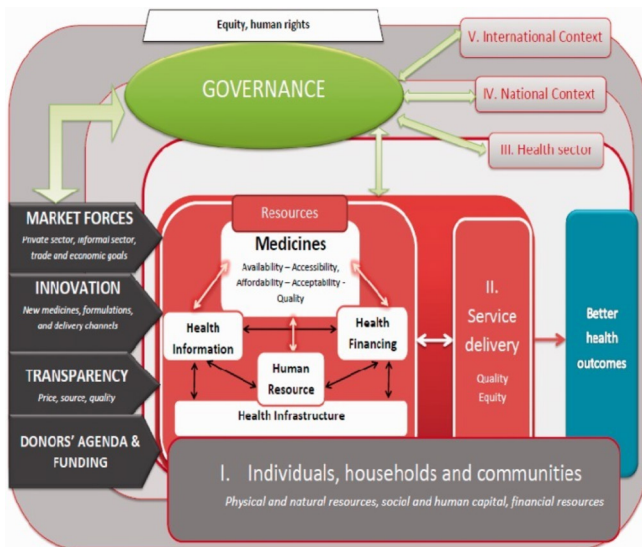 Equity, human rights
GOVERNANCE
V. International Context
IV. National Context
III. Health sector
MARKET FORCES
Private sector, informal sector,
trade and economic goals
INNOVATION
New medicines, formulations,
and delivery channels
TRANSPARENCY
Price, source, quality
DONORS' AGENDA &
FUNDING
Resources
Medicines
Availability – Accessibility,
Affordability – Acceptability -
Quality
Health
Information
Health
Financing
Human
Resource
Health Infrastructure
II.
Service
delivery
Quality
Equity
Better
health
outcomes
I. Individuals, households and communities
Physical and natural resources, social and human capital, financial resources